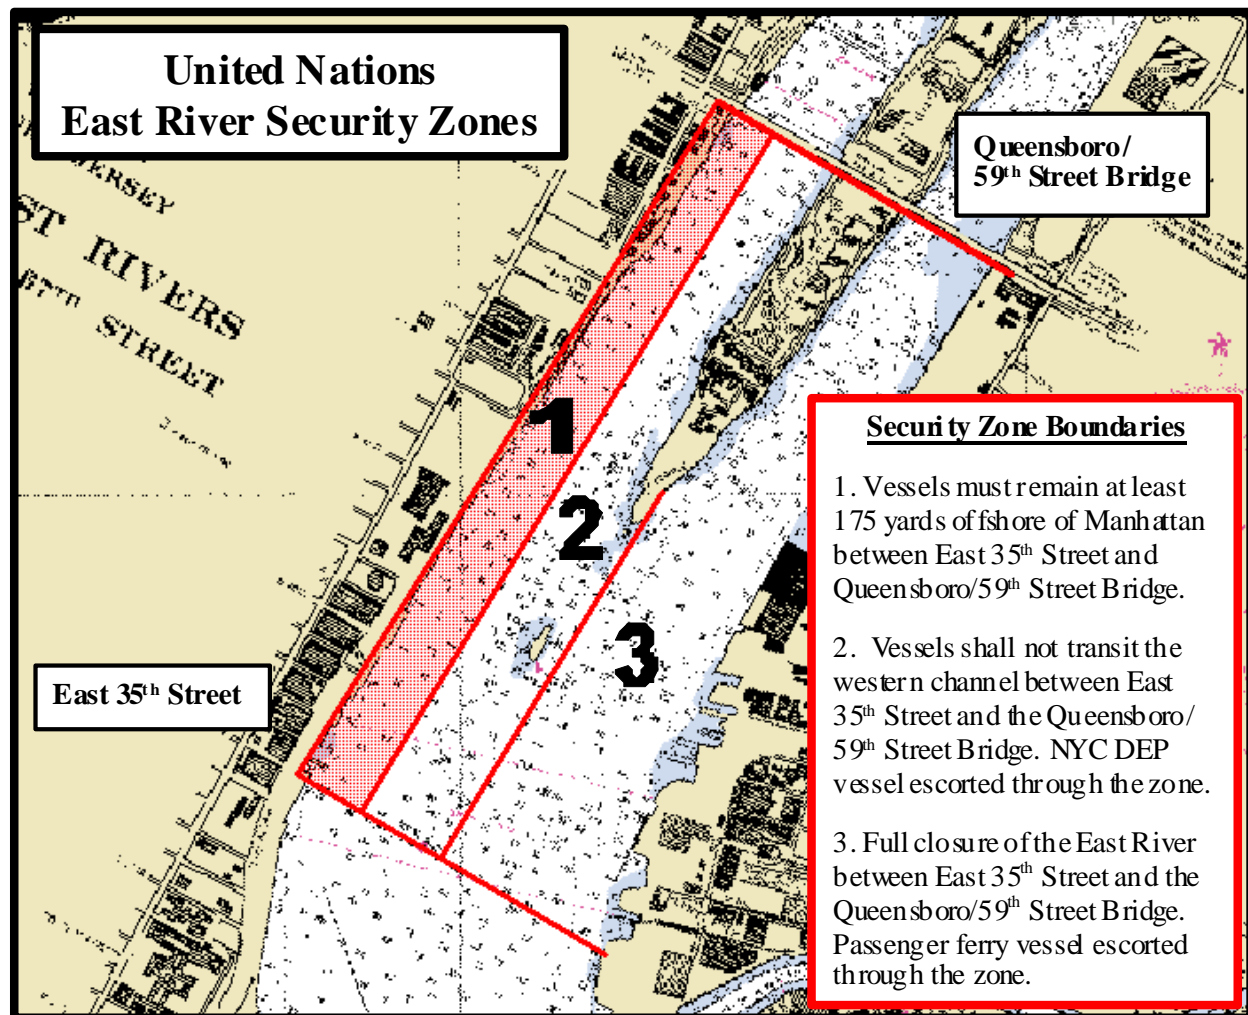 United Nations
East River Security Zones
Queensboro/
59th Street Bridge
ERSEY
ST RIVERS
67TH STREET
1
2
3
East 35th Street
Security Zone Boundaries
1. Vessels must remain at least
175 yards offshore of Manhattan
between East 35th Street and
Queensboro/59th Street Bridge.
2. Vessels shall not transit the
western channel between East
35th Street and the Queensboro/
59th Street Bridge. NYC DEP
vessel escorted through the zone.
3. Full closure of the East River
between East 35th Street and the
Queensboro/59th Street Bridge.
Passenger ferry vessel escorted
through the zone.